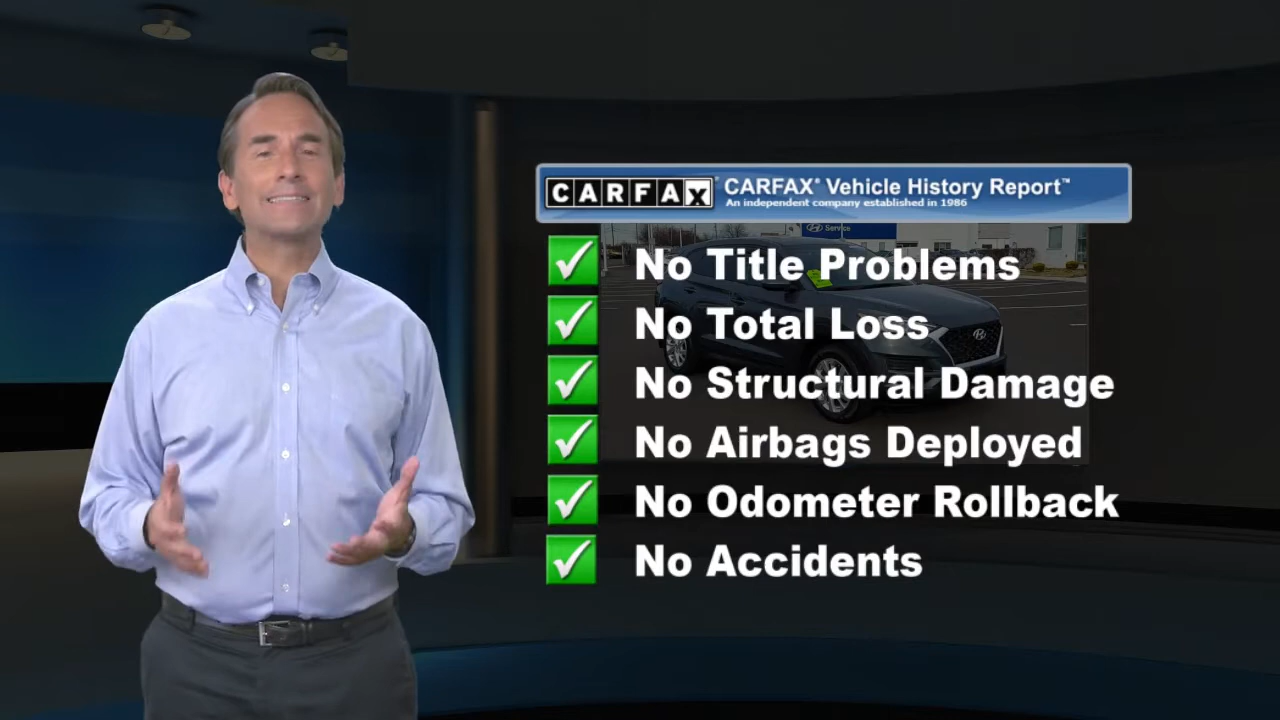 CARFAX® CARFAX® Vehicle History Report™
An independent company established in 1986
Service
No Title Problems
No Total Loss
No Structural Damage
No Airbags Deployed
No Odometer Rollback
No Accidents